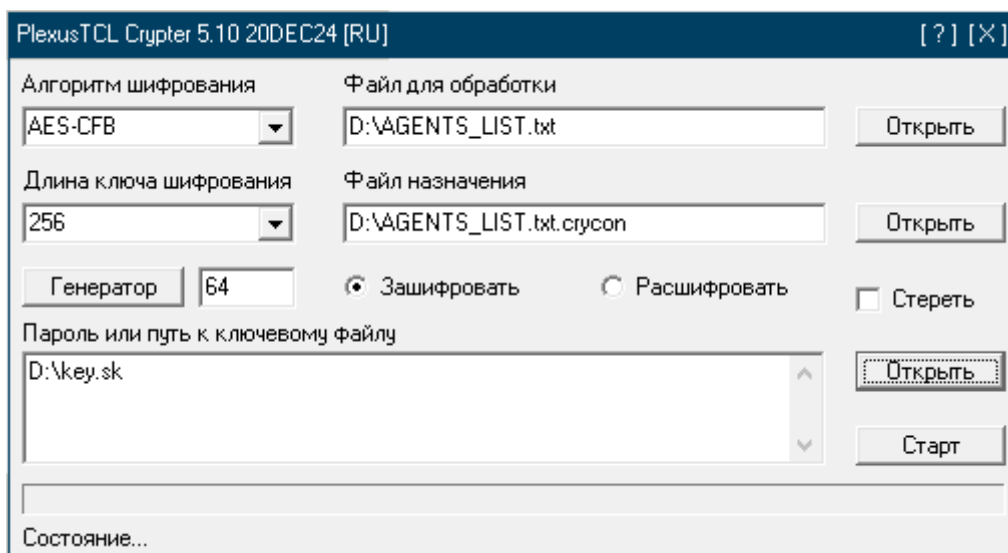 PlexusTCL Crypter 5.10 20DEC24 [RU] [ ? ] [ X ]
Алгоритм шифрования Файл для обработки
AES-CFB D:\AGENTS_LIST.txt Открыть
Длина ключа шифрования Файл назначения
256 D:\AGENTS_LIST.txt.crycon Открыть
Генератор 64 Зашифровать Расшифровать Стереть
Пароль или путь к ключевому файлу
D:\key.sk Открыть
Старт
Состояние...